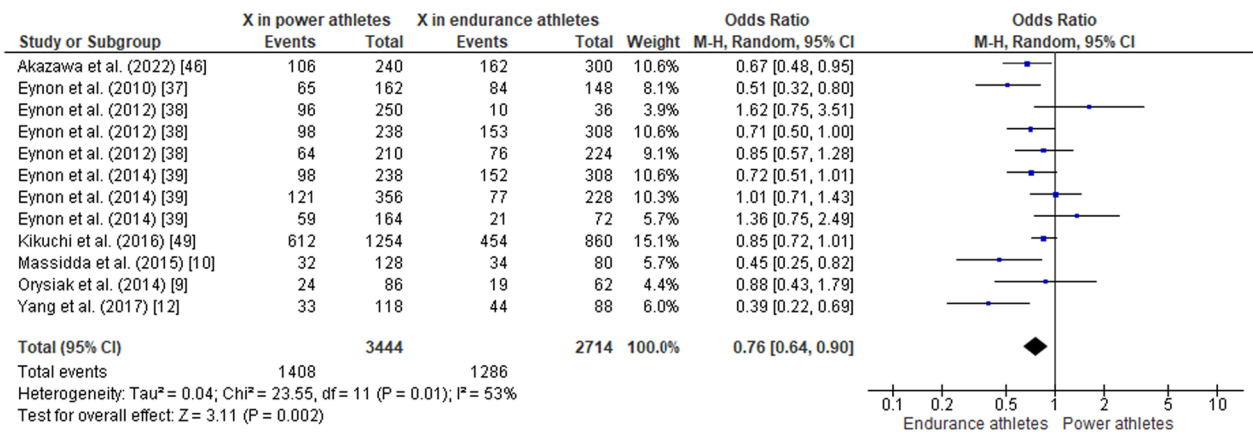 X in power athletes X in endurance athletes Odds Ratio Odds Ratio
Study or Subgroup Events Total Events Total Weight M-H, Random, 95% CI M-H, Random, 95% CI
Akazawa et al. (2022) [46] 106 240 162 300 10.6% 0.67 [0.48, 0.95]
Eynon et al. (2010) [37] 65 162 84 148 8.1% 0.51 [0.32, 0.80]
Eynon et al. (2012) [38] 96 250 10 36 3.9% 1.62 [0.75, 3.51]
Eynon et al. (2012) [38] 98 238 153 308 10.6% 0.71 [0.50, 1.00]
Eynon et al. (2012) [38] 64 210 76 224 9.1% 0.85 [0.57, 1.28]
Eynon et al. (2014) [39] 98 238 152 308 10.6% 0.72 [0.51, 1.01]
Eynon et al. (2014) [39] 121 356 77 228 10.3% 1.01 [0.71, 1.43]
Eynon et al. (2014) [39] 59 164 21 72 5.7% 1.36 [0.75, 2.49]
Kikuchi et al. (2016) [49] 612 1254 454 860 15.1% 0.85 [0.72, 1.01]
Massidda et al. (2015) [10] 32 128 34 80 5.7% 0.45 [0.25, 0.82]
Orysiak et al. (2014) [9] 24 86 19 62 4.4% 0.88 [0.43, 1.79]
Yang et al. (2017) [12] 33 118 44 88 6.0% 0.39 [0.22, 0.69]
Total (95% CI) 3444 2714 100.0% 0.76 [0.64, 0.90]
Total events 1408 1286
Heterogeneity: Tau² = 0.04; Chi² = 23.55, df = 11 (P = 0.01); I² = 53%
Test for overall effect: Z = 3.11 (P = 0.002)
0.1 0.2 0.5 1 2 5 10
Endurance athletes Power athletes